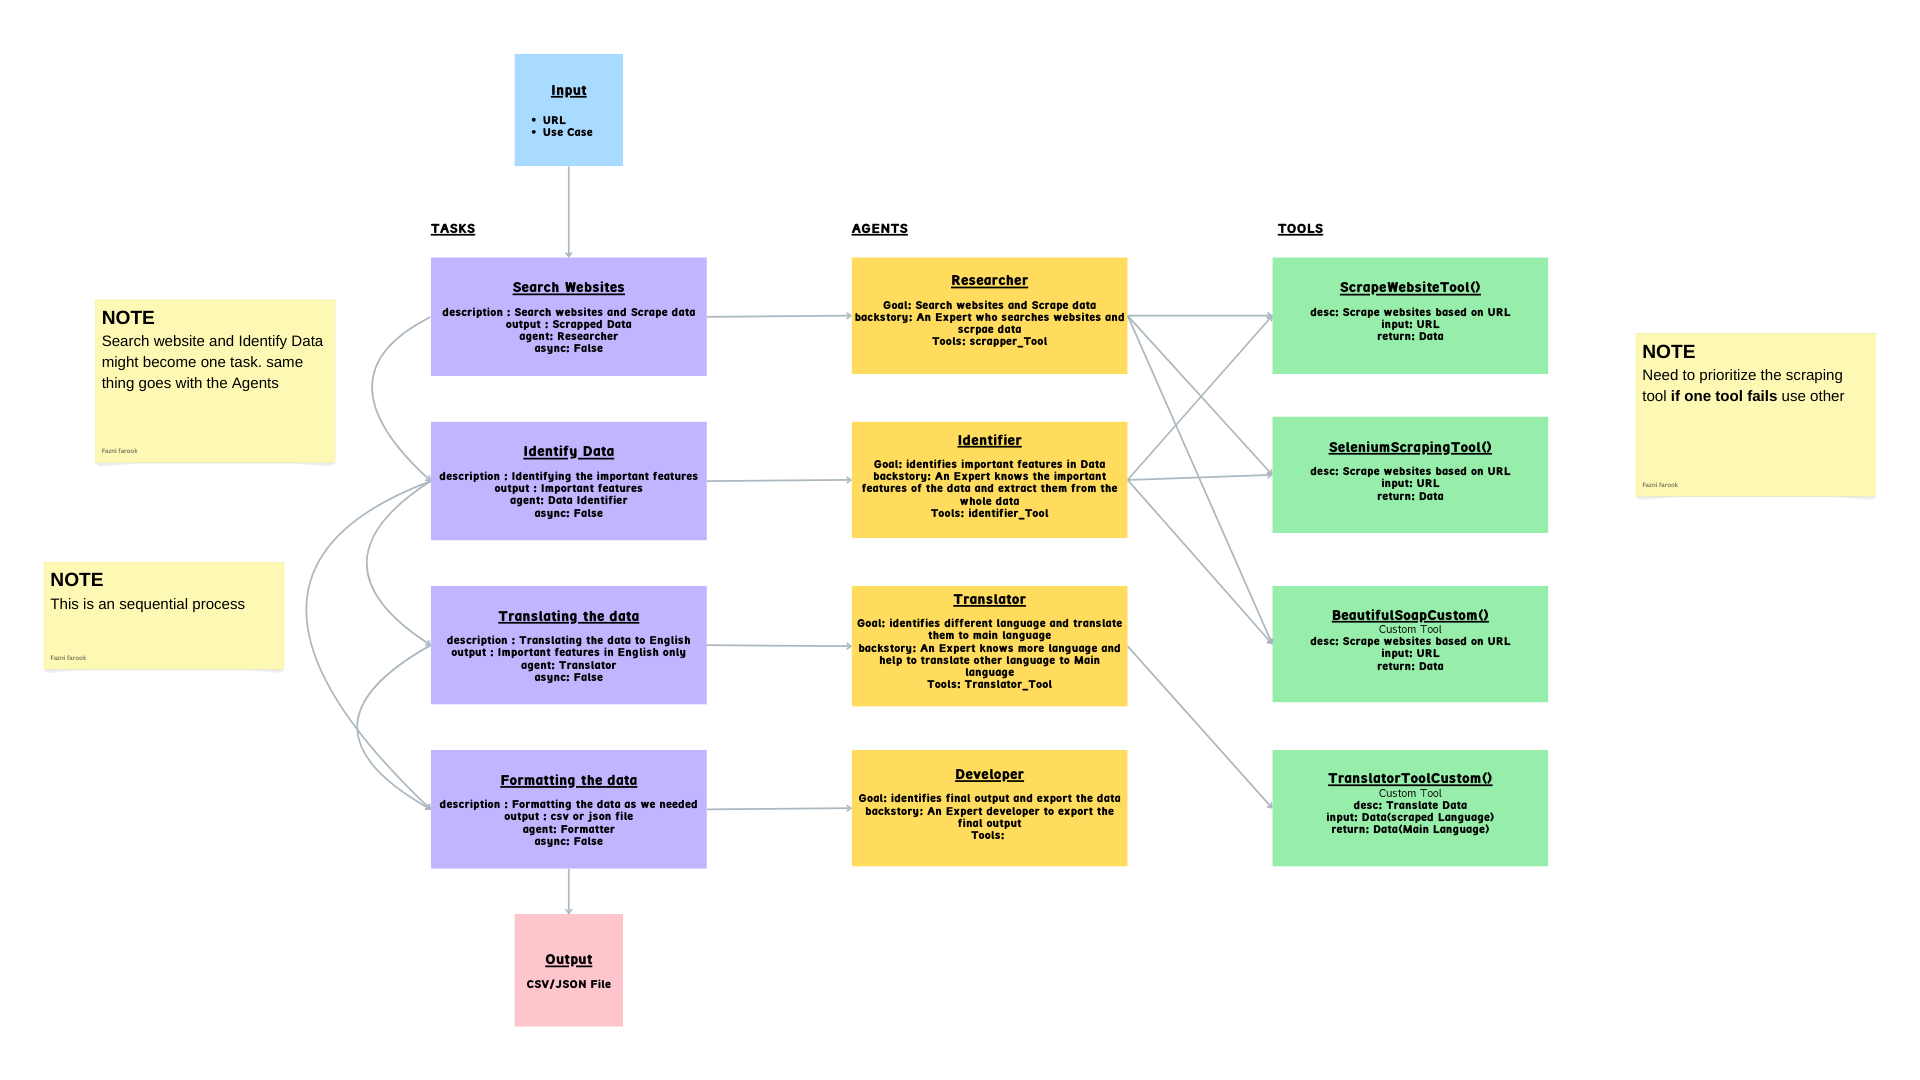 Input
• URL
• Use Case
TASKS
AGENTS
TOOLS
Search Websites
description : Search websites and Scrape data
output : Scrapped Data
agent: Researcher
async: False
Researcher
Goal: Search websites and Scrape data
backstory: An Expert who searches websites and
scrpae data
Tools: scrapper_Tool
ScrapeWebsiteTool()
desc: Scrape websites based on URL
input: URL
return: Data
NOTE
Search website and Identify Data
might become one task. same
thing goes with the Agents
Fazni farook
NOTE
Need to prioritize the scraping
tool if one tool fails use other
Fazni farook
Identify Data
description : Identifying the important features
output : Important features
agent: Data Identifier
async: False
Identifier
Goal: identifies important features in Data
backstory: An Expert knows the important
features of the data and extract them from the
whole data
Tools: identifier_Tool
SeleniumScrapingTool()
desc: Scrape websites based on URL
input: URL
return: Data
NOTE
This is an sequential process
Fazni farook
Translating the data
description : Translating the data to English
output : Important features in English only
agent: Translator
async: False
Translator
Goal: identifies different language and translate
them to main language
backstory: An Expert knows more language and
help to translate other language to Main
language
Tools: Translator_Tool
BeautifulSoapCustom()
Custom Tool
desc: Scrape websites based on URL
input: URL
return: Data
Formatting the data
description : Formatting the data as we needed
output : csv or json file
agent: Formatter
async: False
Developer
Goal: identifies final output and export the data
backstory: An Expert developer to export the
final output
Tools:
TranslatorToolCustom()
Custom Tool
desc: Translate Data
input: Data(scraped Language)
return: Data(Main Language)
Output
CSV/JSON File